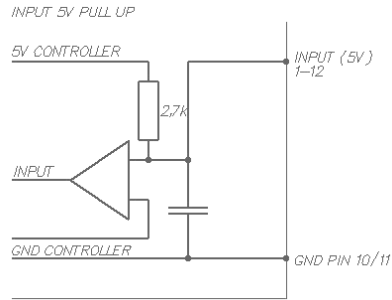 INPUT 5V PULL UP
5V CONTROLLER
INPUT (5V)
1-12
2,7k
INPUT
GND CONTROLLER
GND PIN 10/11